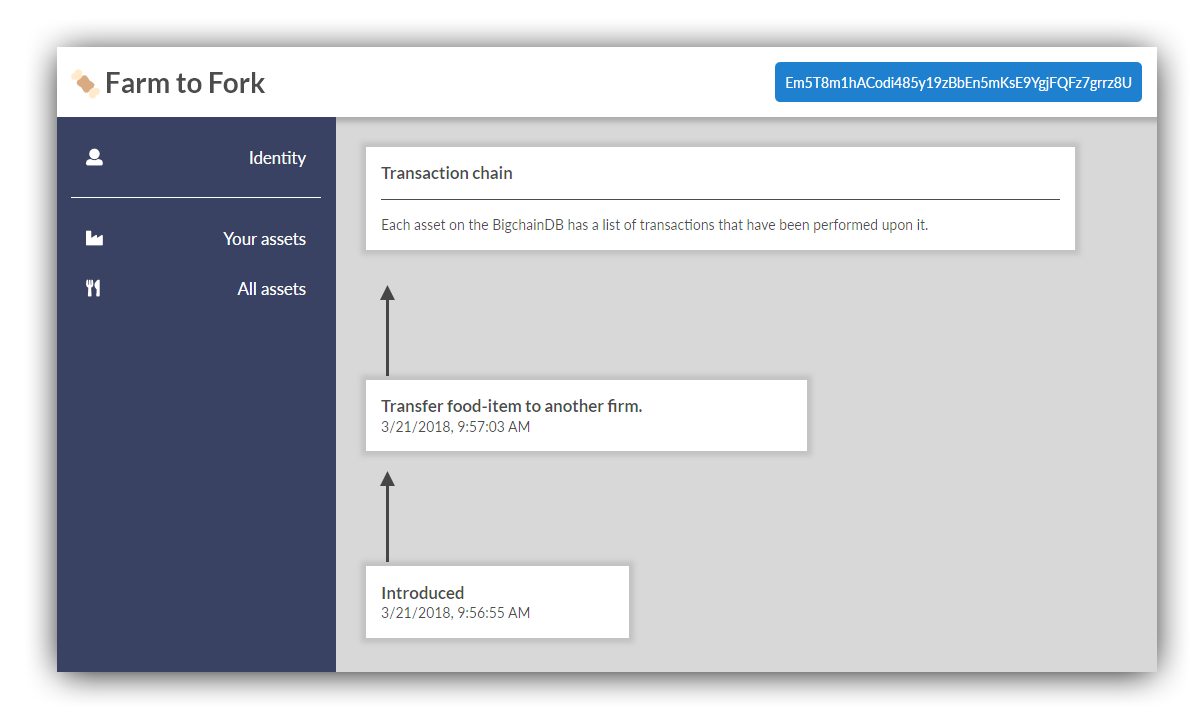 Farm to Fork
Em5T8m1hACodi485y19zBbEn5mKsE9YgjFQFz7grrz8U
Identity
Your assets
All assets
Transaction chain
Each asset on the BigchainDB has a list of transactions that have been performed upon it.
Transfer food-item to another firm.
3/21/2018, 9:57:03 AM
Introduced
3/21/2018, 9:56:55 AM